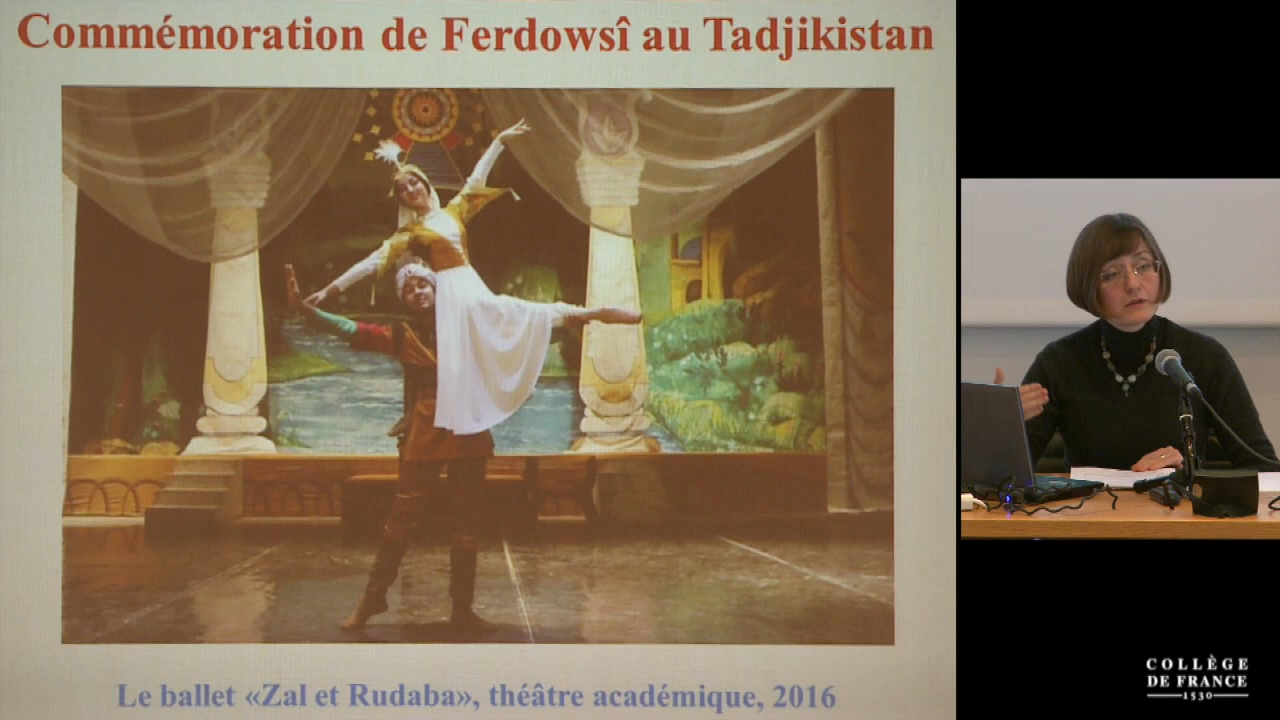 Commémoration de Ferdowsî au Tadjikistan
Le ballet «Zal et Rudaba», théâtre académique, 2016
COLLÈGE
DE FRANCE
1530